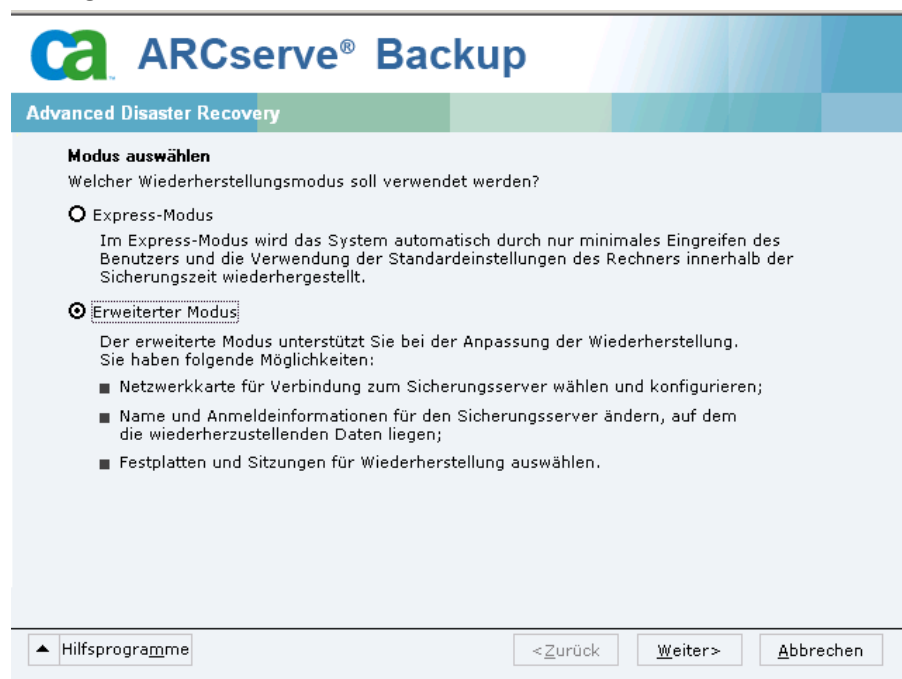 ca ARCserve® Backup
Advanced Disaster Recovery
Modus auswählen
Welcher Wiederherstellungsmodus soll verwendet werden?
Express-Modus
Im Express-Modus wird das System automatisch durch nur minimales Eingreifen des
Benutzers und die Verwendung der Standardeinstellungen des Rechners innerhalb der
Sicherungszeit wiederhergestellt.
Erweiterter Modus
Der erweiterte Modus unterstützt Sie bei der Anpassung der Wiederherstellung.
Sie haben folgende Möglichkeiten:
■ Netzwerkkarte für Verbindung zum Sicherungsserver wählen und konfigurieren;
■ Name und Anmeldeinformationen für den Sicherungsserver ändern, auf dem
die wiederherzustellenden Daten liegen;
■ Festplatten und Sitzungen für Wiederherstellung auswählen.
Hilfsprogramme <Zurück Weiter> Abbrechen